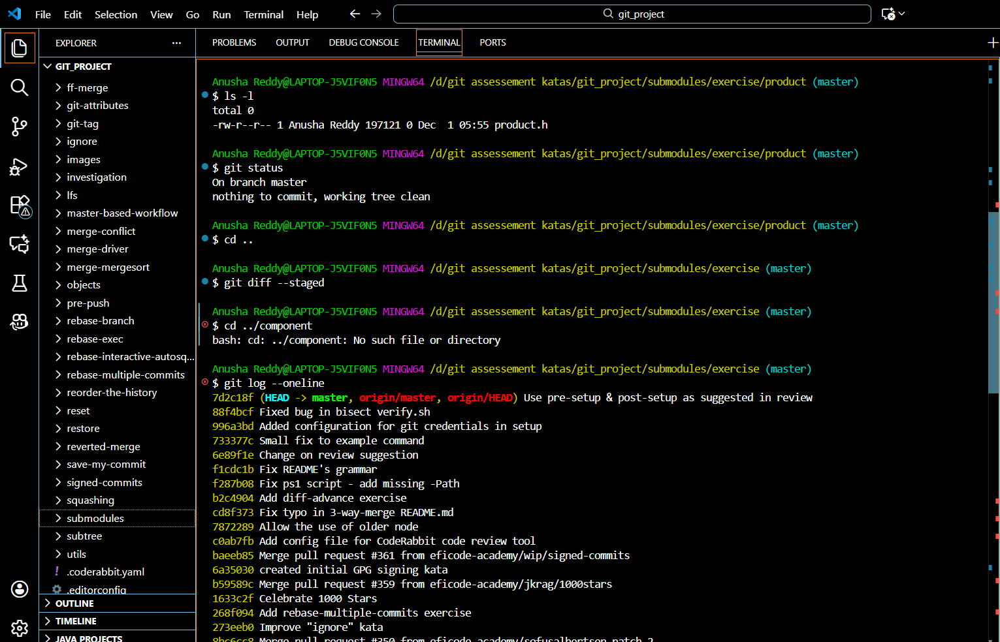 File Edit Selection View Go Run Terminal Help git_project
EXPLORER ···
PROBLEMS OUTPUT DEBUG CONSOLE TERMINAL PORTS
GIT_PROJECT
ff-merge
git-attributes
git-tag
ignore
images
investigation
lfs
master-based-workflow
merge-conflict
merge-driver
merge-mergesort
objects
pre-push
rebase-branch
rebase-exec
rebase-interactive-autosq...
rebase-multiple-commits
reorder-the-history
reset
restore
reverted-merge
save-my-commit
signed-commits
squashing
submodules
subtree
utils
! .coderabbit.yaml
.editorconfig
OUTLINE
TIMELINE
JAVA PROJECTS
Anusha Reddy@LAPTOP-J5VIF0N5 MINGW64 /d/git assessement katas/git_project/submodules/exercise/product (master)
$ ls -l
total 0
-rw-r--r-- 1 Anusha Reddy 197121 0 Dec  1 05:55 product.h
Anusha Reddy@LAPTOP-J5VIF0N5 MINGW64 /d/git assessement katas/git_project/submodules/exercise/product (master)
$ git status
On branch master
nothing to commit, working tree clean
Anusha Reddy@LAPTOP-J5VIF0N5 MINGW64 /d/git assessement katas/git_project/submodules/exercise/product (master)
$ cd ..
Anusha Reddy@LAPTOP-J5VIF0N5 MINGW64 /d/git assessement katas/git_project/submodules/exercise (master)
$ git diff --staged
Anusha Reddy@LAPTOP-J5VIF0N5 MINGW64 /d/git assessement katas/git_project/submodules/exercise (master)
$ cd ../component
bash: cd: ../component: No such file or directory
Anusha Reddy@LAPTOP-J5VIF0N5 MINGW64 /d/git assessement katas/git_project/submodules/exercise (master)
$ git log --oneline
7d2c18f (HEAD -> master, origin/master, origin/HEAD) Use pre-setup & post-setup as suggested in review
88f4bcf Fixed bug in bisect verify.sh
996a3bd Added configuration for git credentials in setup
733377c Small fix to example command
6e89f1e Change on review suggestion
f1cdc1b Fix README's grammar
f287b08 Fix ps1 script - add missing -Path
b2c4904 Add diff-advance exercise
cd8f373 Fix typo in 3-way-merge README.md
7872289 Allow the use of older node
c0ab7fb Add config file for CodeRabbit code review tool
baeeb85 Merge pull request #361 from eficode-academy/wip/signed-commits
6a35030 created initial GPG signing kata
b59589c Merge pull request #359 from eficode-academy/jkrag/1000stars
1633c2f Celebrate 1000 Stars
268f094 Add rebase-multiple-commits exercise
273eeb0 Improve "ignore" kata
8bc6cc8 Merge pull request #350 from eficode-academy/sofusalbertsen-patch-2